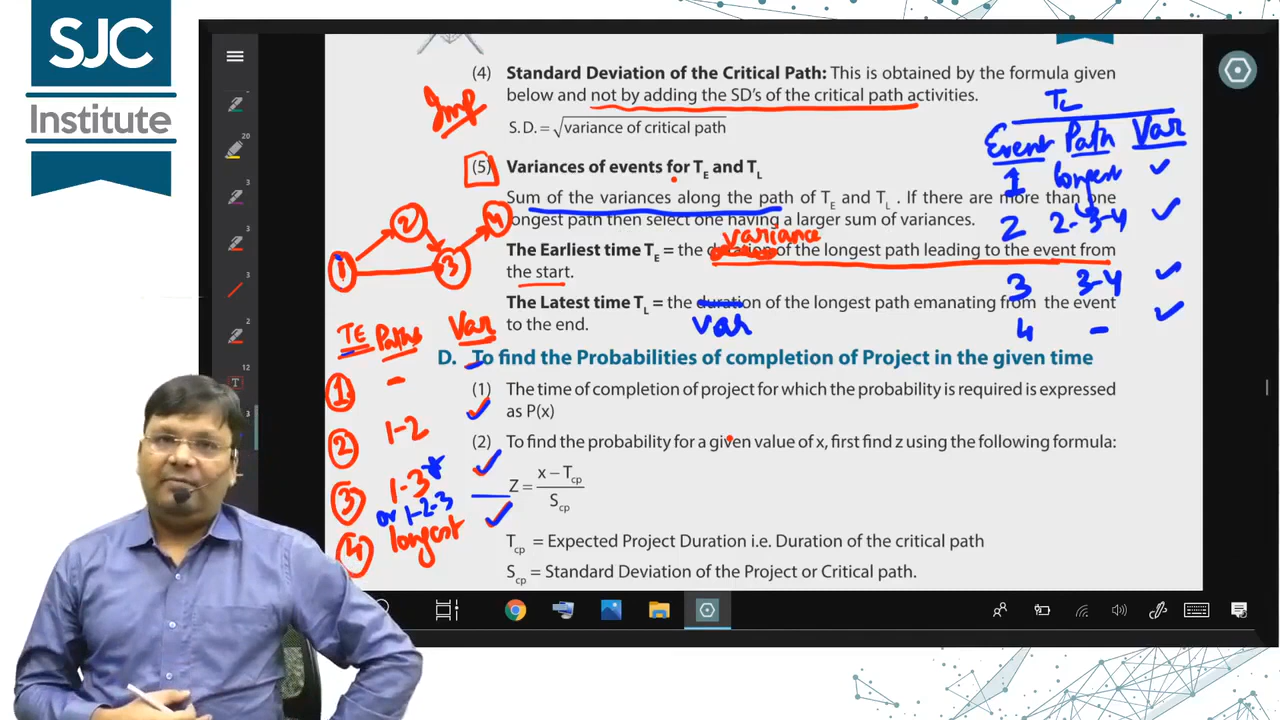 SJC
Institute
(4) Standard Deviation of the Critical Path: This is obtained by the formula given
below and not by adding the SD's of the critical path activities.
Imp
S.D. = √variance of critical path
(5) Variances of events for TE and TL
Sum of the variances along the path of TE and TL . If there are more than one
longest path then select one having a larger sum of variances.
variance
The Earliest time TE = the duration of the longest path leading to the event from
the start.
The Latest time TL = the duration of the longest path emanating from the event
var
to the end.
TL
Event Path Var
1 longest ✓
2 2-3-4 ✓
3 3-4 ✓
4 - ✓
1 2 3 4
TE Paths Var
1 - -
2 1-2 ✓
3 1-3* ✓
or 1-2-3
4 longest ✓
D. To find the Probabilities of completion of Project in the given time
(1) The time of completion of project for which the probability is required is expressed
as P(x)
(2) To find the probability for a given value of x, first find z using the following formula:
Z = x – Tcp
Scp
Tcp = Expected Project Duration i.e. Duration of the critical path
Scp = Standard Deviation of the Project or Critical path.
20
12
3
T